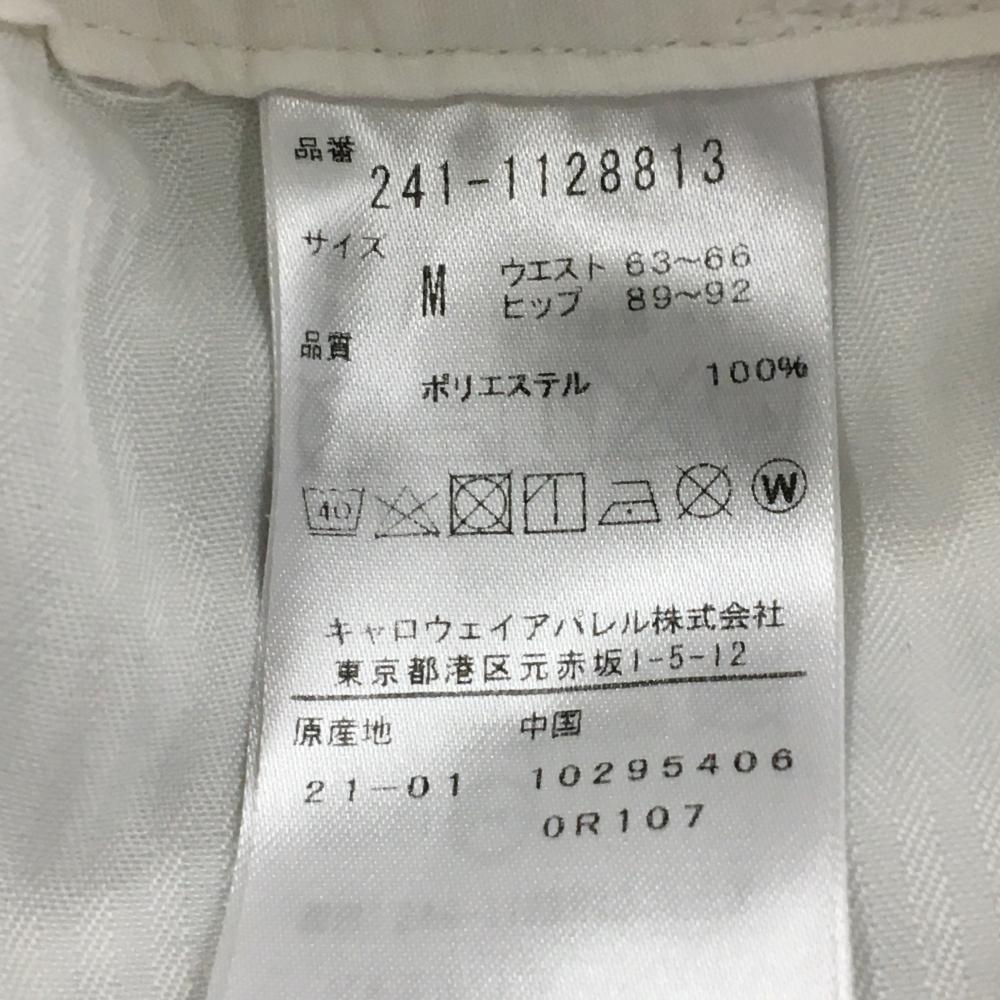 品番
241-1128813
サイズ
M ウエスト 63~66
ヒップ 89~92
品質
ポリエステル 100%
40 W
キャロウェイアパレル株式会社
東京都港区元赤坂1-5-12
原産地 中国
21-01 10295406
0R107